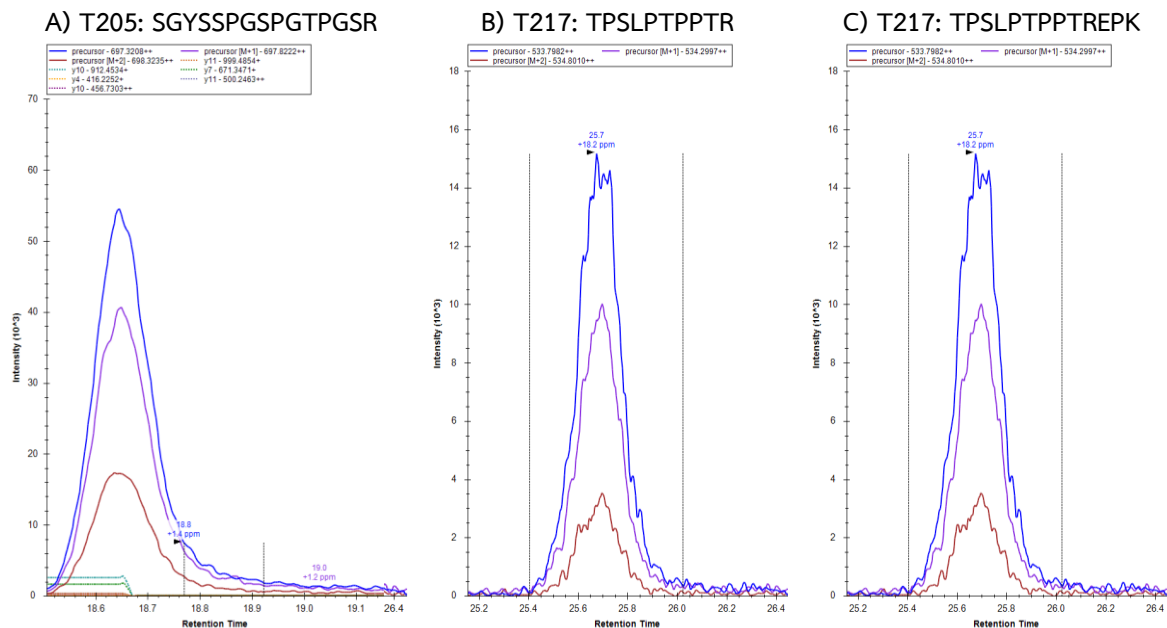 A) T205: SGYSSPGSPGTPGSR
precursor - 697.3208++ precursor [M+1] - 697.8222++
precursor [M+2] - 698.3235++ y11 - 999.4854+
y10 - 912.4534+ y7 - 671.3471+
y4 - 416.2252+ y11 - 500.2463++
y10 - 456.7303++
70
60
50
40
30
20
10
0
Intensity (10^3)
18.8
+1.4 ppm
19.0
+1.2 ppm
18.6 18.7 18.8 18.9 19.0 19.1 26.4
Retention Time
B) T217: TPSLPTPPTR
precursor - 533.7982++ precursor [M+1] - 534.2997++
precursor [M+2] - 534.8010++
18
16
14
12
10
8
6
4
2
0
Intensity (10^3)
25.7
+18.2 ppm
25.2 25.4 25.6 25.8 26.0 26.2 26.4
Retention Time
C) T217: TPSLPTPPTREPK
precursor - 533.7982++ precursor [M+1] - 534.2997++
precursor [M+2] - 534.8010++
18
16
14
12
10
8
6
4
2
0
Intensity (10^3)
25.7
+18.2 ppm
25.2 25.4 25.6 25.8 26.0 26.2 26.4
Retention Time